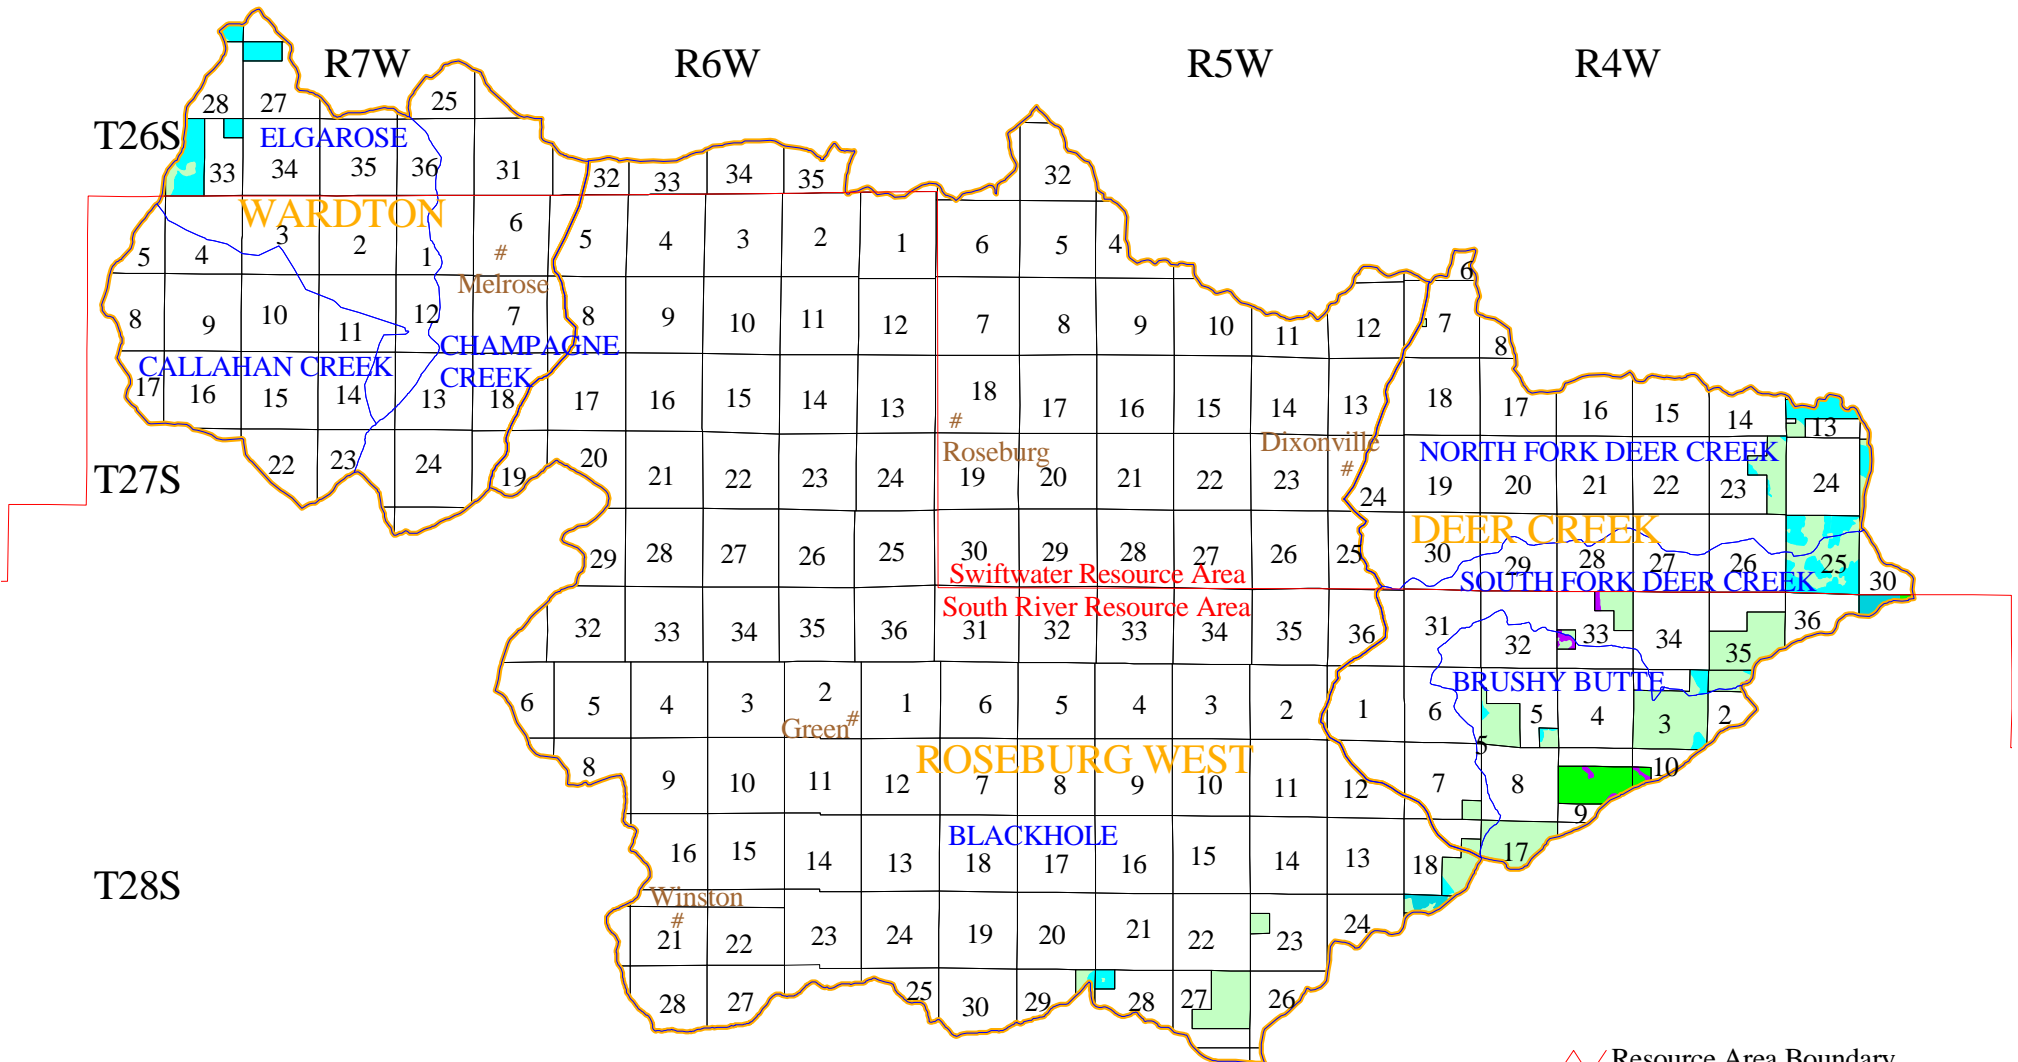 R7W R6W R5W R4W
28 27 25
T26S ELGAROSE
33 34 35 36 31 32 33 34 35 32
WARDTON
5 4 3 2 1 6 5 4 3 2 1 6 5 4
# 6
Melrose
8 9 10 11 12 7 8 9 10 11 12 7 8 9 10 11 12 7 8
CALLAHAN CREEK CHAMPAGNE
CREEK
17 16 15 14 13 18 17 16 15 14 13 18 17 16 15 14 13 18 17 16 15 14 13
# Roseburg
Dixonville #
NORTH FORK DEER CREEK
T27S
22 23 24 19 20 21 22 23 24 19 20 21 22 23 24 19 20 21 22 23 24
DEER CREEK
29 28 27 26 25 30 29 28 27 26 25 30 29 28 27 26 25 30
Swiftwater Resource Area
SOUTH FORK DEER CREEK
South River Resource Area
32 33 34 35 36 31 32 33 34 35 36 31 32 33 34 35 36
BRUSHY BUTTE
6 5 4 3 2 1 6 5 4 3 2 1 6 5 4 3 2
Green #
5
ROSEBURG WEST
8 9 10 11 12 7 8 9 10 11 12 7 8 9 10
BLACKHOLE
16 15 14 13 18 17 16 15 14 13 18 17
T28S
Winston
#
21 22 23 24 19 20 21 22 23 24
28 27 25 30 29 28 27 26
Resource Area Boundary